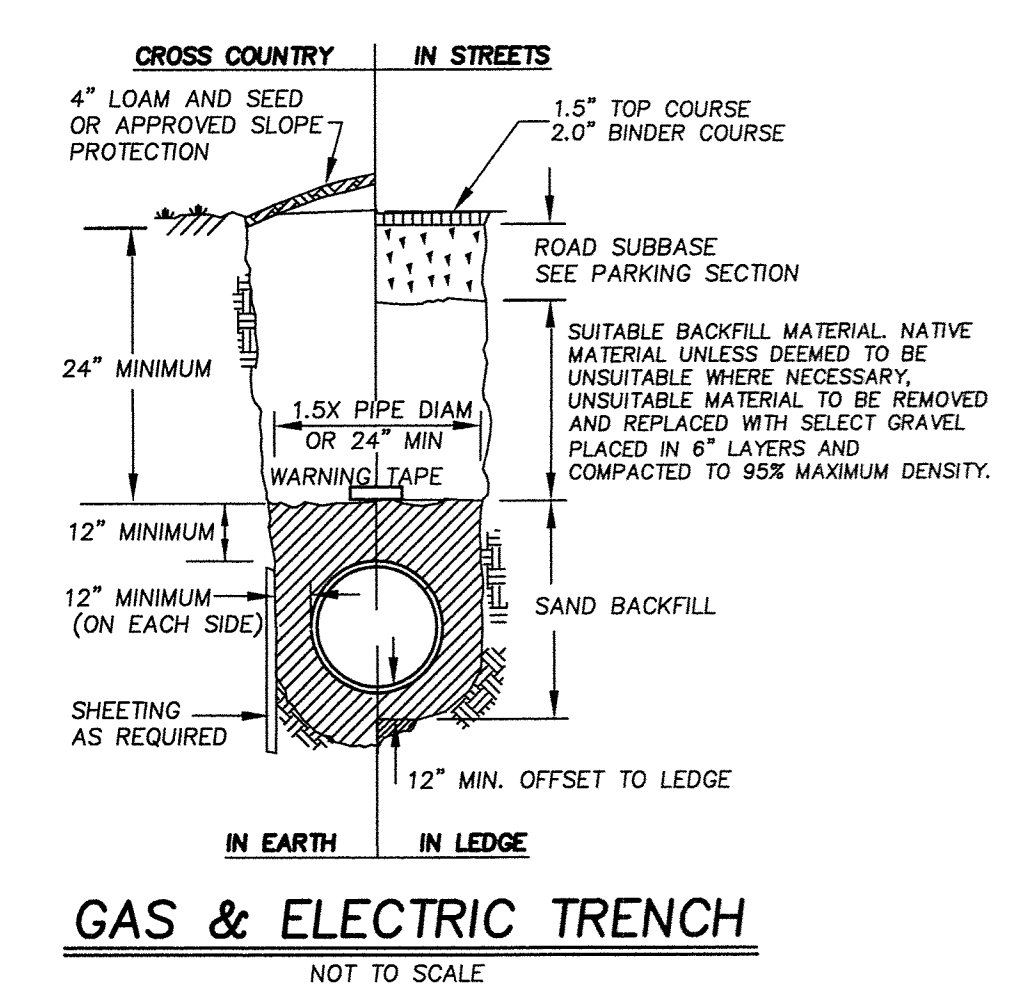 CROSS COUNTRY
IN STREETS
4" LOAM AND SEED
OR APPROVED SLOPE
PROTECTION
1.5" TOP COURSE
2.0" BINDER COURSE
ROAD SUBBASE
SEE PARKING SECTION
24" MINIMUM
SUITABLE BACKFILL MATERIAL. NATIVE
MATERIAL UNLESS DEEMED TO BE
UNSUITABLE WHERE NECESSARY,
UNSUITABLE MATERIAL TO BE REMOVED
AND REPLACED WITH SELECT GRAVEL
PLACED IN 6" LAYERS AND
COMPACTED TO 95% MAXIMUM DENSITY.
1.5X PIPE DIAM
OR 24" MIN
WARNING TAPE
12" MINIMUM
12" MINIMUM
(ON EACH SIDE)
SAND BACKFILL
SHEETING
AS REQUIRED
12" MIN. OFFSET TO LEDGE
IN EARTH
IN LEDGE
GAS & ELECTRIC TRENCH
NOT TO SCALE